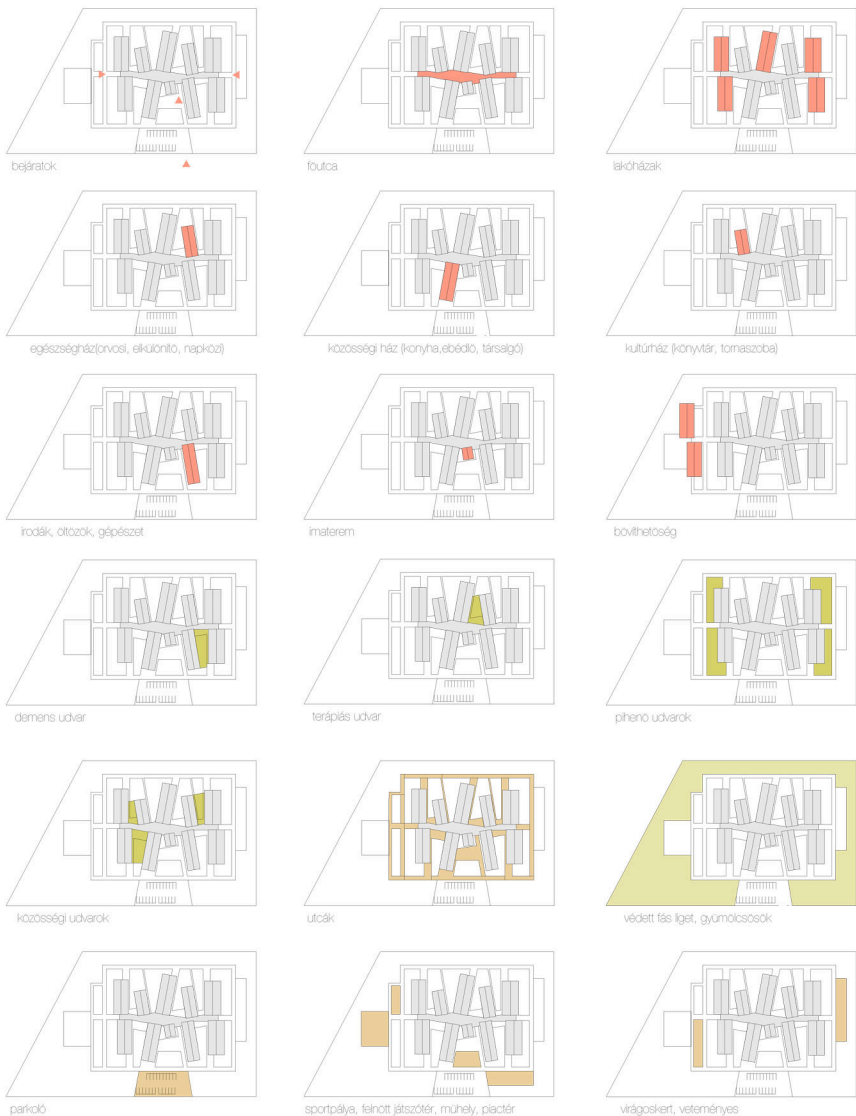 bejáratok
főutca
lakóházak
egészségház(orvosi, elkülönítő, napközi)
közösségi ház (konyha,ebédlő, társalgó)
kultúrház (könyvtár, tornaszoba)
irodák, öltözők, gépészet
imaterem
bővíthetőség
demens udvar
terápiás udvar
pihenő udvarok
közösségi udvarok
utcák
védett fás liget, gyümölcsösök
parkoló
sportpálya, felnőtt játszótér, műhely, piactér
virágoskert, veteményes